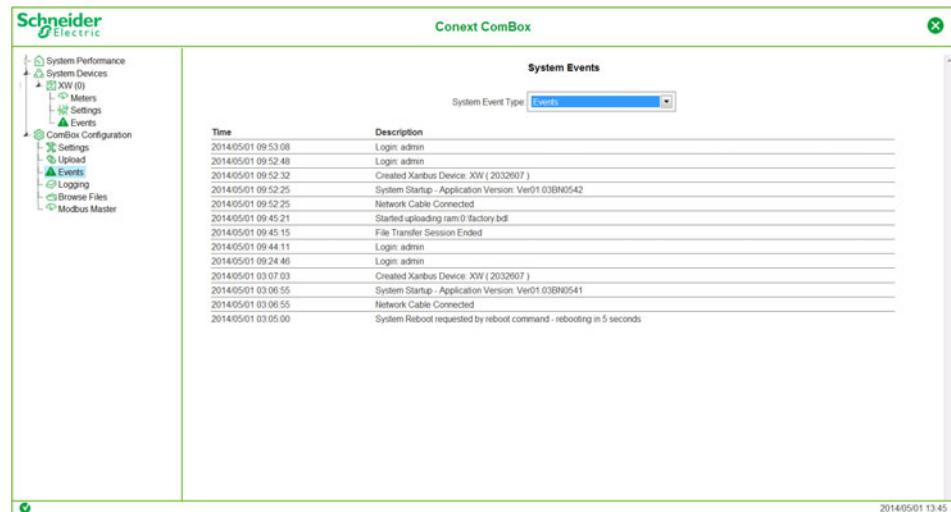 Schneider Electric
Conext ComBox
System Performance
System Devices
XW (0)
Meters
Settings
Events
ComBox Configuration
Settings
Upload
Events
Logging
Browse Files
Modbus Master
System Events
System Event Type: Events
Time Description
2014/05/01 09:53:08 Login: admin
2014/05/01 09:52:48 Login: admin
2014/05/01 09:52:32 Created Xanbus Device: XW ( 2032607 )
2014/05/01 09:52:25 System Startup - Application Version: Ver01.03BN0542
2014/05/01 09:52:25 Network Cable Connected
2014/05/01 09:45:21 Started uploading ram:0:\factory.bdl
2014/05/01 09:45:15 File Transfer Session Ended
2014/05/01 09:44:11 Login: admin
2014/05/01 09:24:46 Login: admin
2014/05/01 03:07:03 Created Xanbus Device: XW ( 2032607 )
2014/05/01 03:06:55 System Startup - Application Version: Ver01.03BN0541
2014/05/01 03:06:55 Network Cable Connected
2014/05/01 03:05:00 System Reboot requested by reboot command - rebooting in 5 seconds
2014/05/01 13:45